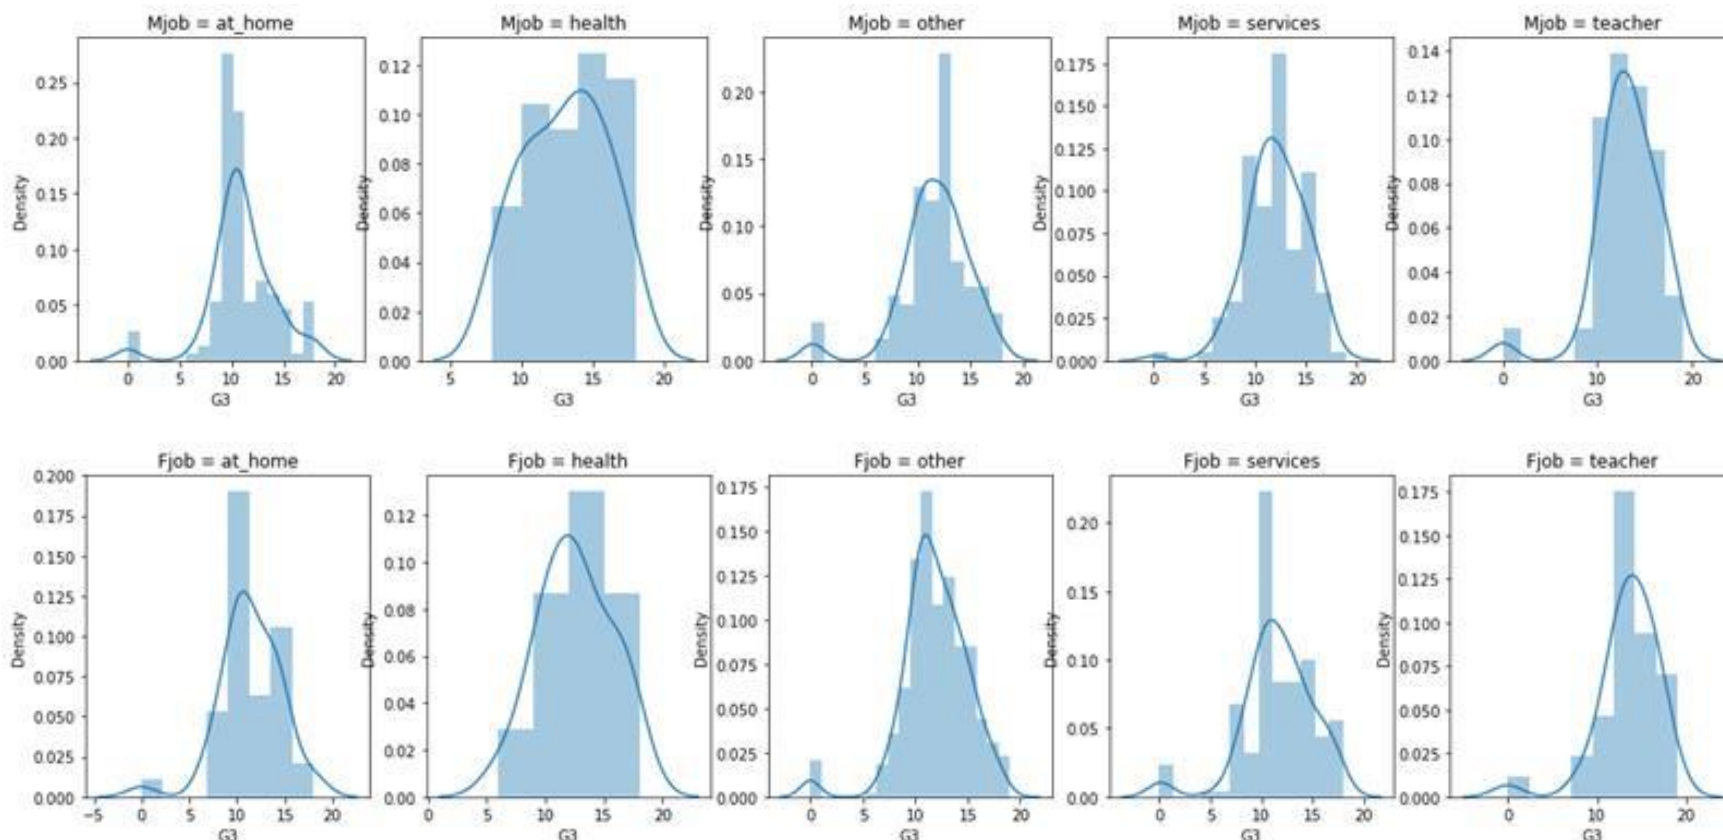 Mjob = at_home
0.25
0.20
0.15
0.10
0.05
0.00
Density
0 5 10 15 20
G3
Mjob = health
0.12
0.10
0.08
0.06
0.04
0.02
0.00
Density
5 10 15 20
G3
Mjob = other
0.20
0.15
0.10
0.05
0.00
Density
0 5 10 15 20
G3
Mjob = services
0.175
0.150
0.125
0.100
0.075
0.050
0.025
0.000
Density
0 5 10 15 20
G3
Mjob = teacher
0.14
0.12
0.10
0.08
0.06
0.04
0.02
0.00
Density
0 10 20
G3
Fjob = at_home
0.200
0.175
0.150
0.125
0.100
0.075
0.050
0.025
0.000
Density
−5 0 5 10 15 20
G3
Fjob = health
0.12
0.10
0.08
0.06
0.04
0.02
0.00
Density
0 5 10 15 20
G3
Fjob = other
0.175
0.150
0.125
0.100
0.075
0.050
0.025
0.000
Density
0 5 10 15 20
G3
Fjob = services
0.20
0.15
0.10
0.05
0.00
Density
0 5 10 15 20
G3
Fjob = teacher
0.175
0.150
0.125
0.100
0.075
0.050
0.025
0.000
Density
0 10 20
G3